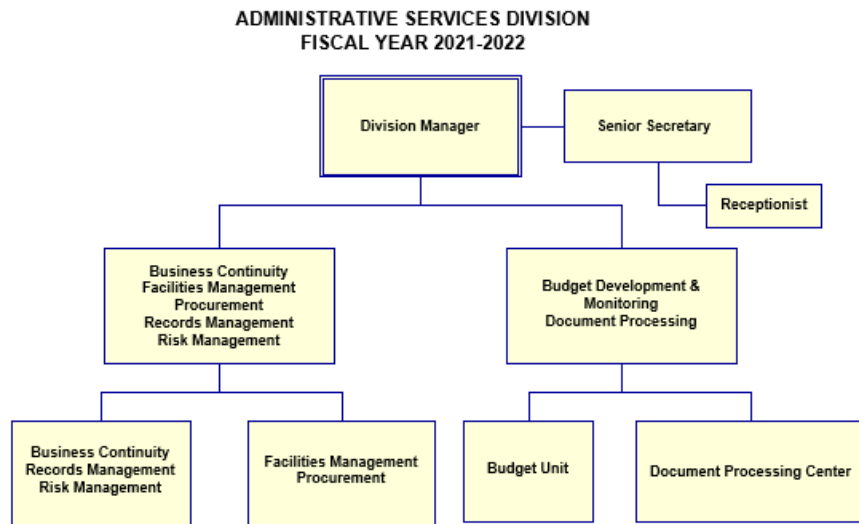 ADMINISTRATIVE SERVICES DIVISION
FISCAL YEAR 2021-2022
Division Manager
Senior Secretary
Receptionist
Business Continuity
Facilities Management
Procurement
Records Management
Risk Management
Budget Development &
Monitoring
Document Processing
Business Continuity
Records Management
Risk Management
Facilities Management
Procurement
Budget Unit
Document Processing Center